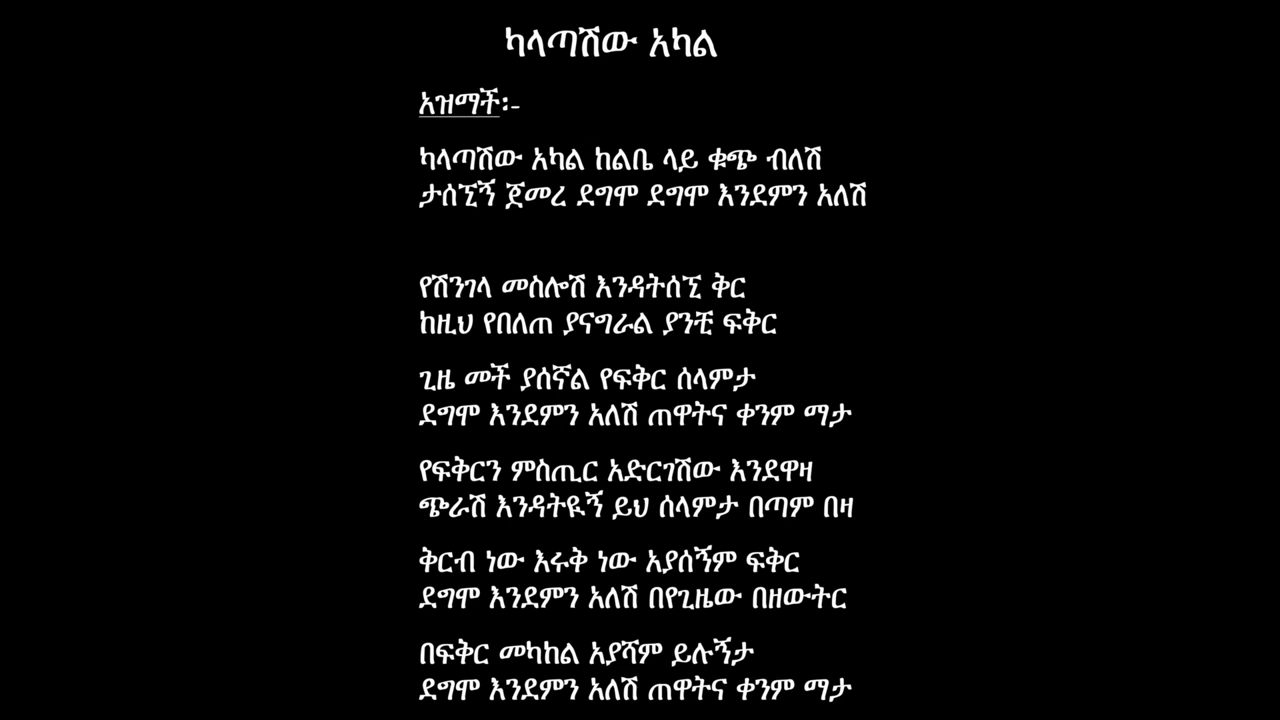 ካላጣሽው አካል
አዝማች፡-
ካላጣሽው አካል ከልቤ ላይ ቁጭ ብለሽ
ታሰኚኝ ጀመረ ደግሞ ደግሞ እንደምን አለሽ
የሽንገላ መስሎሽ እንዳትሰኚ ቅር
ከዚህ የበለጠ ያናግራል ያንቺ ፍቅር
ጊዜ መች ያሰኛል የፍቅር ሰላምታ
ደግሞ እንደምን አለሽ ጠዋትና ቀንም ማታ
የፍቅርን ምስጢር አድርገሽው እንደዋዛ
ጭራሽ እንዳትዪኝ ይህ ሰላምታ በጣም በዛ
ቅርብ ነው እሩቅ ነው አያሰኝም ፍቅር
ደግሞ እንደምን አለሽ በየጊዜው በዘውትር
በፍቅር መካከል አያሻም ይሉኝታ
ደግሞ እንደምን አለሽ ጠዋትና ቀንም ማታ